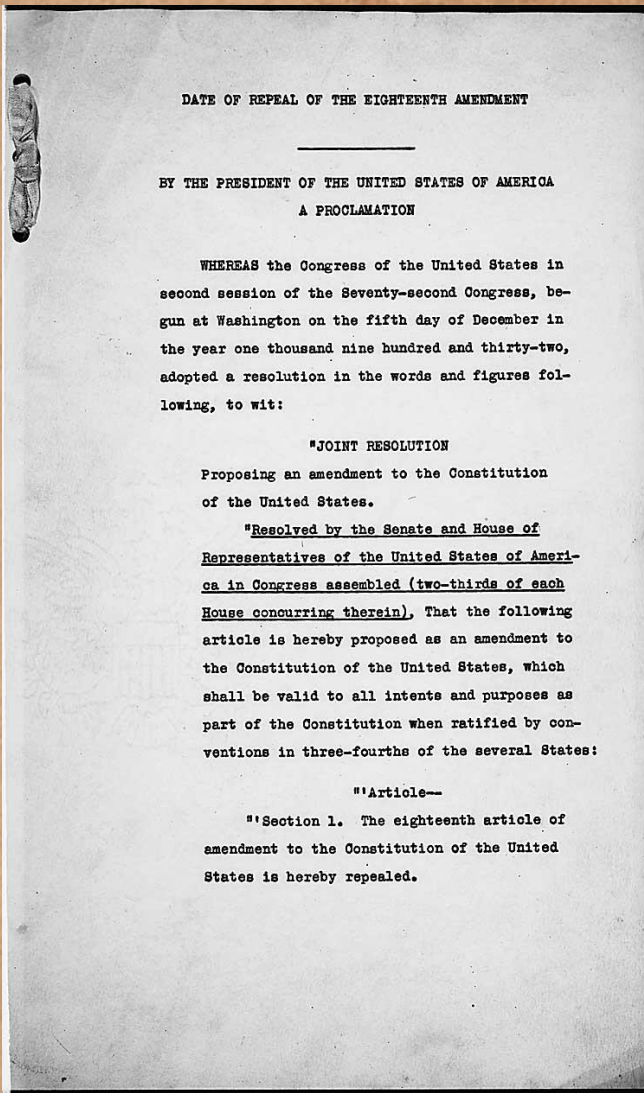 DATE OF REPEAL OF THE EIGHTEENTH AMENDMENT
BY THE PRESIDENT OF THE UNITED STATES OF AMERICA
A PROCLAMATION
WHEREAS the Congress of the United States in
second session of the Seventy-second Congress, be-
gun at Washington on the fifth day of December in
the year one thousand nine hundred and thirty-two,
adopted a resolution in the words and figures fol-
lowing, to wit:
"JOINT RESOLUTION
Proposing an amendment to the Constitution
of the United States.
"Resolved by the Senate and House of
Representatives of the United States of Ameri-
ca in Congress assembled (two-thirds of each
House concurring therein), That the following
article is hereby proposed as an amendment to
the Constitution of the United States, which
shall be valid to all intents and purposes as
part of the Constitution when ratified by con-
ventions in three-fourths of the several States:
"'Article--
"'Section 1. The eighteenth article of
amendment to the Constitution of the United
States is hereby repealed.